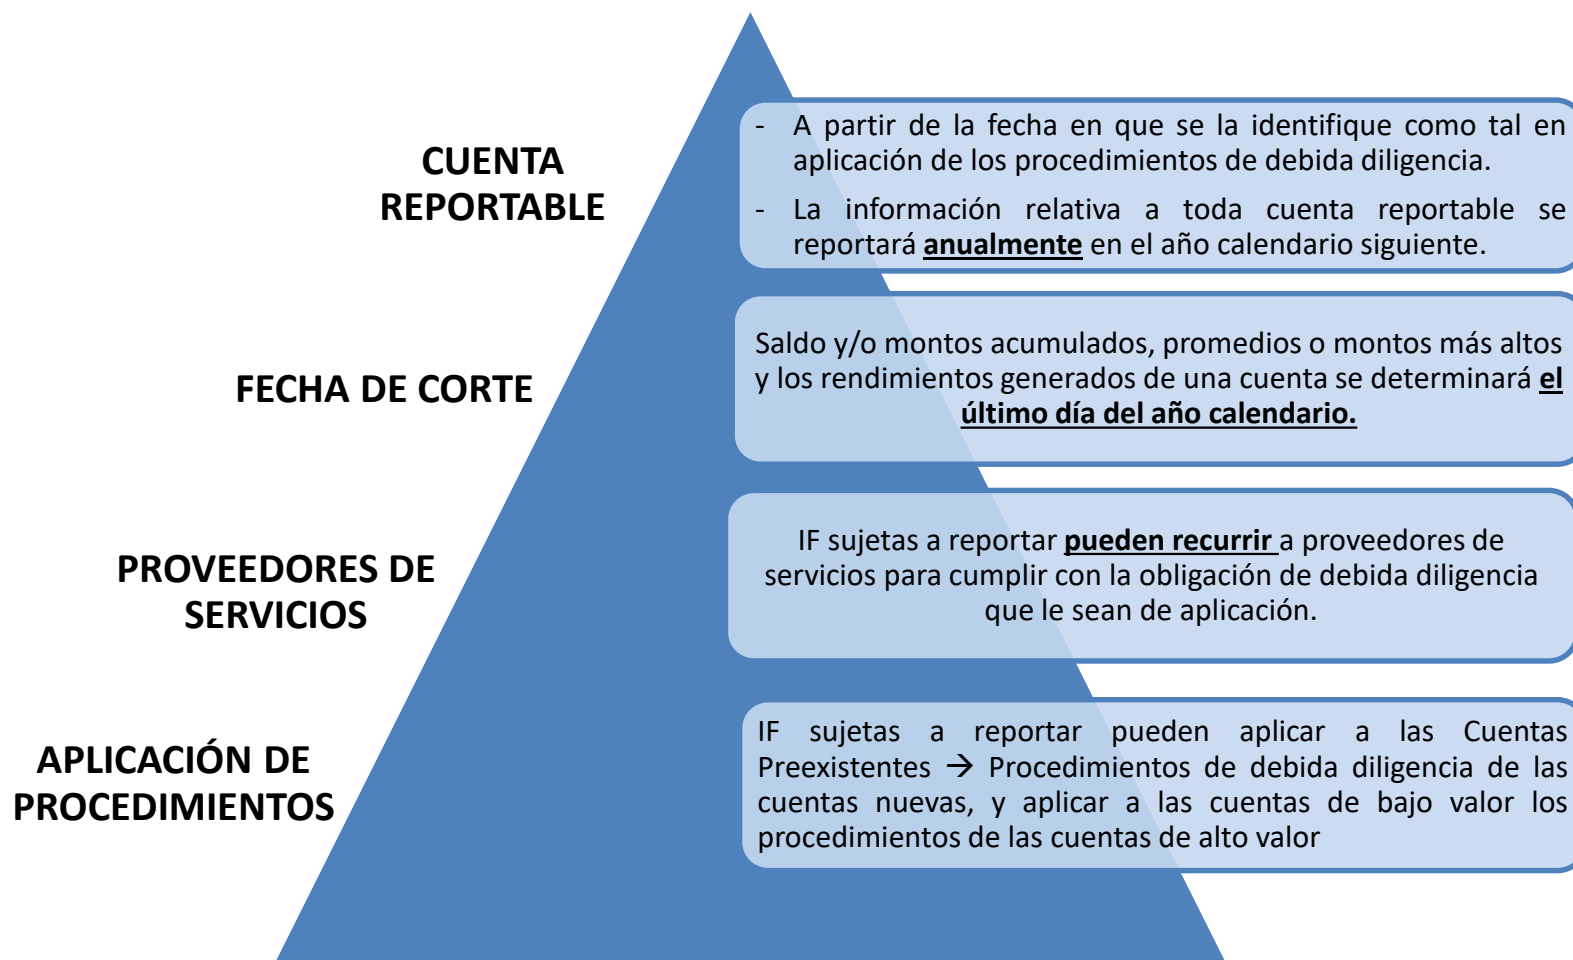 CUENTA
REPORTABLE
- A partir de la fecha en que se la identifique como tal en
aplicación de los procedimientos de debida diligencia.
- La información relativa a toda cuenta reportable se
reportará anualmente en el año calendario siguiente.
FECHA DE CORTE
Saldo y/o montos acumulados, promedios o montos más altos
y los rendimientos generados de una cuenta se determinará el
último día del año calendario.
PROVEEDORES DE
SERVICIOS
IF sujetas a reportar pueden recurrir a proveedores de
servicios para cumplir con la obligación de debida diligencia
que le sean de aplicación.
APLICACIÓN DE
PROCEDIMIENTOS
IF sujetas a reportar pueden aplicar a las Cuentas
Preexistentes → Procedimientos de debida diligencia de las
cuentas nuevas, y aplicar a las cuentas de bajo valor los
procedimientos de las cuentas de alto valor